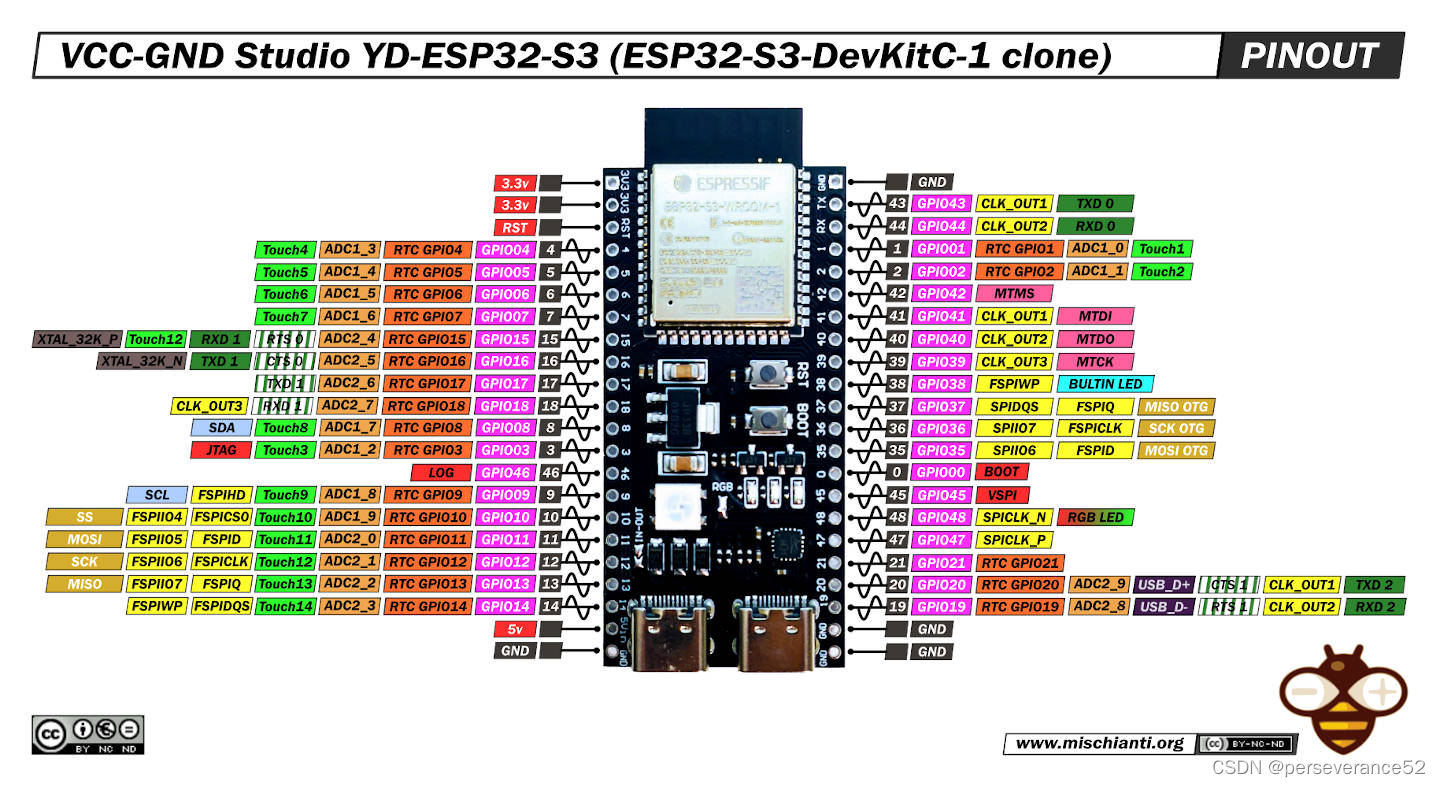 VCC-GND Studio YD-ESP32-S3 (ESP32-S3-DevKitC-1 clone) PINOUT
3.3v GND
3.3v 43 GPIO43 CLK_OUT1 TXD 0
RST 44 GPIO44 CLK_OUT2 RXD 0
Touch4 ADC1_3 RTC GPIO4 GPIO04 4 1 GPIO01 RTC GPIO1 ADC1_0 Touch1
Touch5 ADC1_4 RTC GPIO5 GPIO05 5 2 GPIO02 RTC GPIO2 ADC1_1 Touch2
Touch6 ADC1_5 RTC GPIO6 GPIO06 6 42 GPIO42 MTMS
Touch7 ADC1_6 RTC GPIO7 GPIO07 7 41 GPIO41 CLK_OUT1 MTDI
XTAL_32K_P Touch12 RXD 1 RTS 0 ADC2_4 RTC GPIO15 GPIO15 15 40 GPIO40 CLK_OUT2 MTDO
XTAL_32K_N TXD 1 CTS 0 ADC2_5 RTC GPIO16 GPIO16 16 39 GPIO39 CLK_OUT3 MTCK
TXD 1 ADC2_6 RTC GPIO17 GPIO17 17 38 GPIO38 FSPIWP BULTIN LED
CLK_OUT3 RXD 1 ADC2_7 RTC GPIO18 GPIO18 18 37 GPIO37 SPIDQS FSPIQ MISO OTG
SDA Touch8 ADC1_7 RTC GPIO8 GPIO08 8 36 GPIO36 SPIIO7 FSPICLK SCK OTG
JTAG Touch3 ADC1_2 RTC GPIO3 GPIO03 3 35 GPIO35 SPIIO6 FSPID MOSI OTG
LOG GPIO46 46 0 GPIO00 BOOT
SCL FSPIHD Touch9 ADC1_8 RTC GPIO9 GPIO09 9 45 GPIO45 VSPI
SS FSPIIO4 FSPICS0 Touch10 ADC1_9 RTC GPIO10 GPIO10 10 48 GPIO48 SPICLK_N RGB LED
MOSI FSPIIO5 FSPID Touch11 ADC2_0 RTC GPIO11 GPIO11 11 47 GPIO47 SPICLK_P
SCK FSPIIO6 FSPICLK Touch12 ADC2_1 RTC GPIO12 GPIO12 12 21 GPIO21 RTC GPIO21
MISO FSPIIO7 FSPIQ Touch13 ADC2_2 RTC GPIO13 GPIO13 13 20 GPIO20 RTC GPIO20 ADC2_9 USB_D+ CTS 1 CLK_OUT1 TXD 2
FSPIWP FSPIDQS Touch14 ADC2_3 RTC GPIO14 GPIO14 14 19 GPIO19 RTC GPIO19 ADC2_8 USB_D- RTS 1 CLK_OUT2 RXD 2
5v GND
GND GND
3V3 3V3 RST 4 5 6 7 15 16 17 18 8 3 46 9 10 11 12 13 14 5Vin GND
ESPRESSIF
ESP32-S3-WROOM-1
RST
BOOT
RGB
IN-OUT
GND TX RX 1 2 42 41 40 39 38 37 36 35 0 45 48 47 21 20 19 GND GND
cc BY NC ND
www.mischianti.org cc BY-NC-ND
CSDN @perseverance52